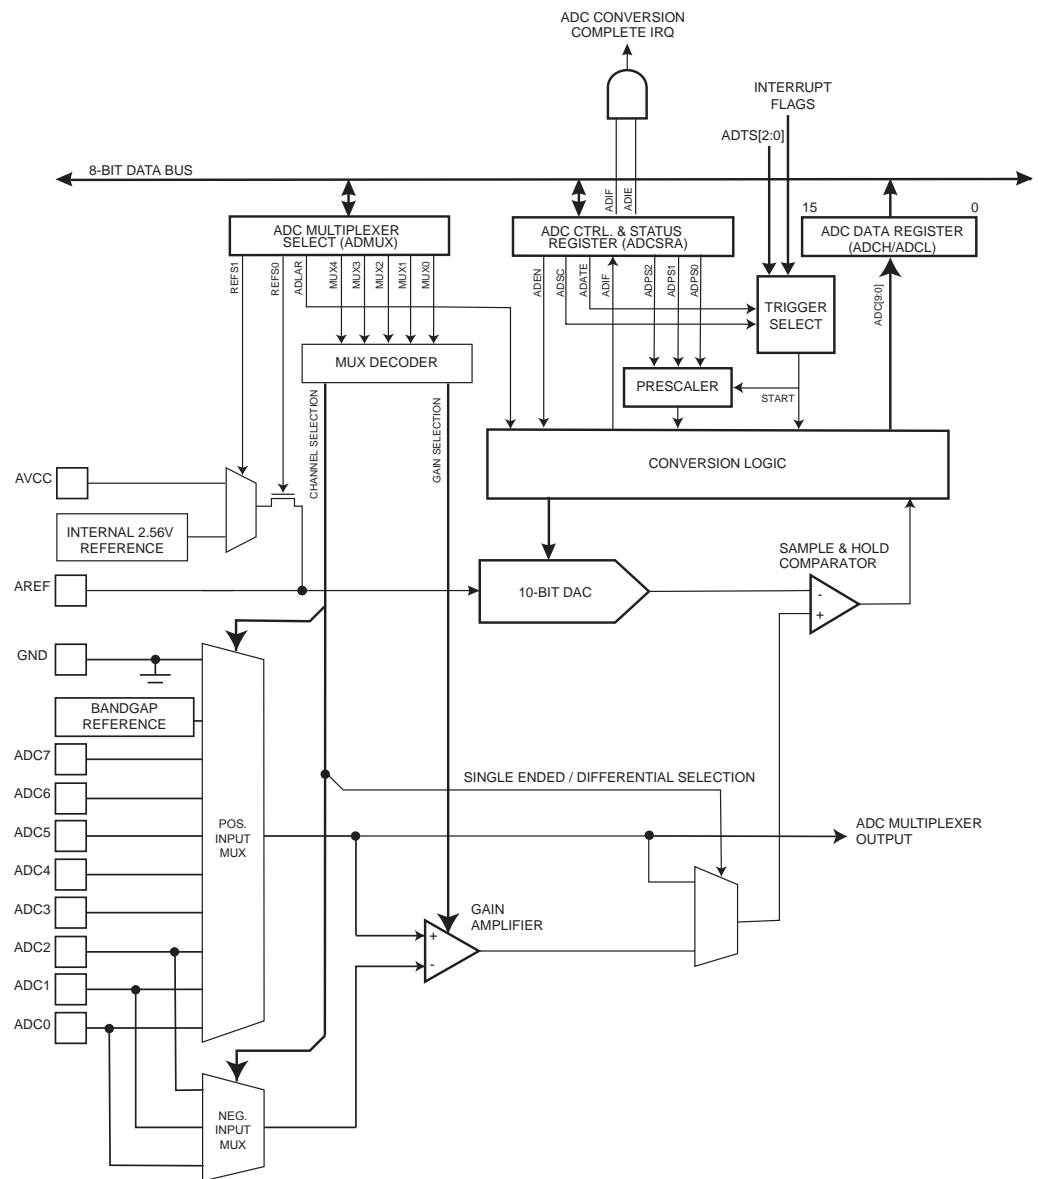 ADC CONVERSION
COMPLETE IRQ
INTERRUPT
FLAGS
ADTS[2:0]
8-BIT DATA BUS
ADIF
ADIE
15
0
ADC MULTIPLEXER
SELECT (ADMUX)
ADC CTRL. & STATUS
REGISTER (ADCSRA)
ADC DATA REGISTER
(ADCH/ADCL)
REFS1
REFS0
ADLAR
MUX4
MUX3
MUX2
MUX1
MUX0
ADEN
ADSC
ADATE
ADIF
ADPS2
ADPS1
ADPS0
ADC[9:0]
TRIGGER
SELECT
MUX DECODER
PRESCALER
START
CHANNEL SELECTION
GAIN SELECTION
CONVERSION LOGIC
AVCC
INTERNAL 2.56V
REFERENCE
SAMPLE & HOLD
COMPARATOR
AREF
10-BIT DAC
-
+
GND
BANDGAP
REFERENCE
ADC7
SINGLE ENDED / DIFFERENTIAL SELECTION
ADC6
ADC5
POS.
INPUT
MUX
ADC MULTIPLEXER
OUTPUT
ADC4
ADC3
GAIN
AMPLIFIER
+
-
ADC2
ADC1
ADC0
NEG.
INPUT
MUX